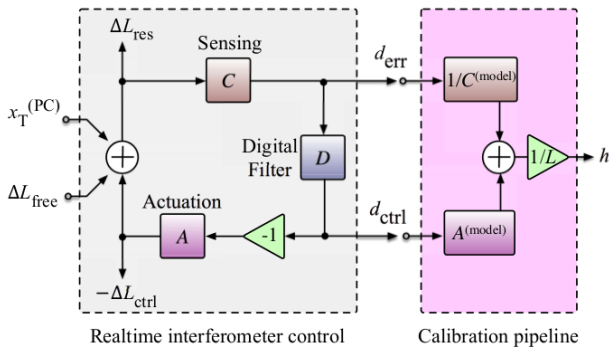 ΔL_res
Sensing
C
d_err
1/C^(model)
x_T^(PC)
Digital
Filter
D
1/L
h
ΔL_free
Actuation
A
-1
d_ctrl
A^(model)
−ΔL_ctrl
Realtime interferometer control
Calibration pipeline